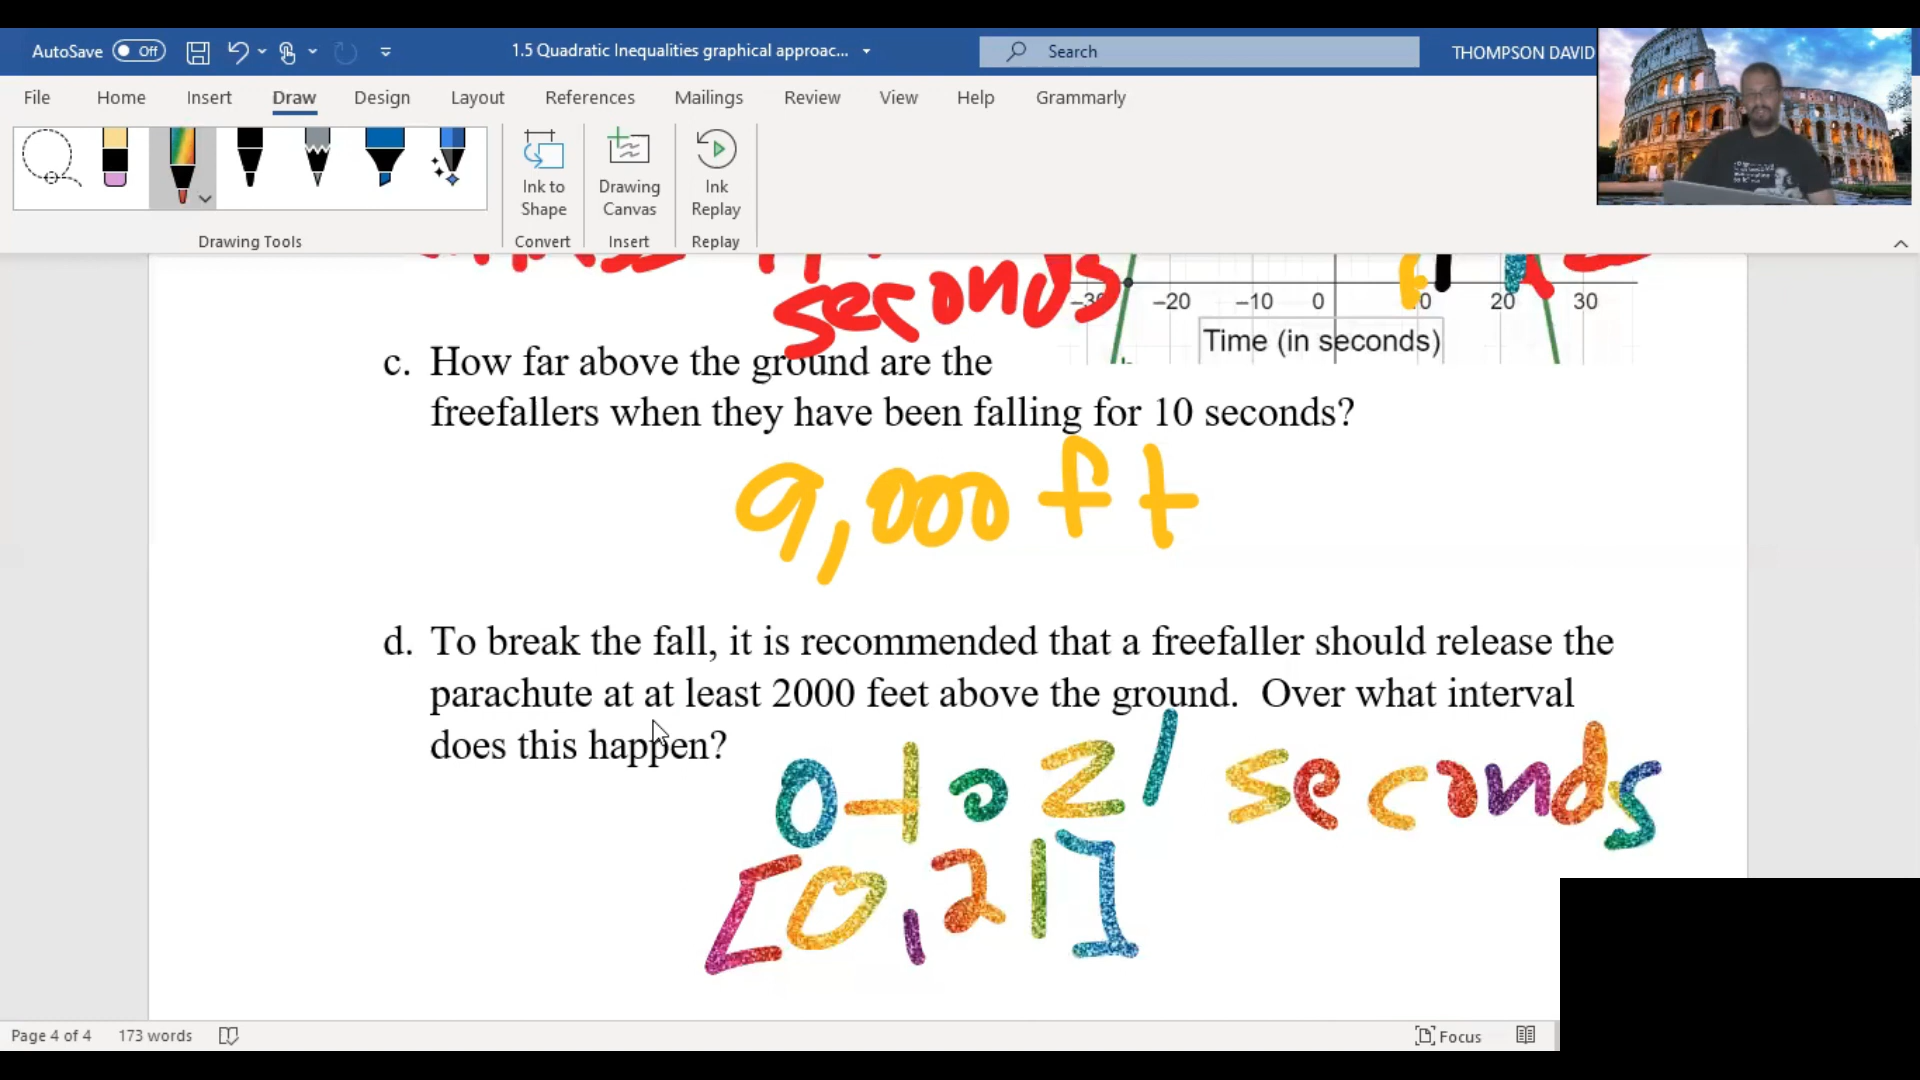 AutoSave Off
1.5 Quadratic Inequalities graphical approac...
Search
THOMPSON DAVID
File Home Insert Draw Design Layout References Mailings Review View Help Grammarly
Ink to Shape
Drawing Canvas
Ink Replay
Drawing Tools Convert Insert Replay
seconds
−30 −20 −10 0 10 20 30
Time (in seconds)
c. How far above the ground are the
freefallers when they have been falling for 10 seconds?
9,000 ft
d. To break the fall, it is recommended that a freefaller should release the
parachute at at least 2000 feet above the ground. Over what interval
does this happen?
0 to 21 seconds
[0,21]
Page 4 of 4 173 words
Focus